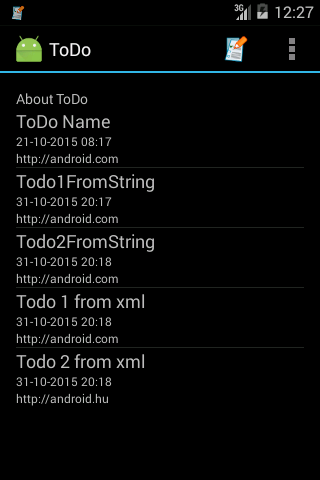 3G
12:27
ToDo
About ToDo
ToDo Name
21-10-2015 08:17
http://android.com
Todo1FromString
31-10-2015 20:17
http://android.com
Todo2FromString
31-10-2015 20:18
http://android.com
Todo 1 from xml
31-10-2015 20:18
http://android.com
Todo 2 from xml
31-10-2015 20:18
http://android.hu